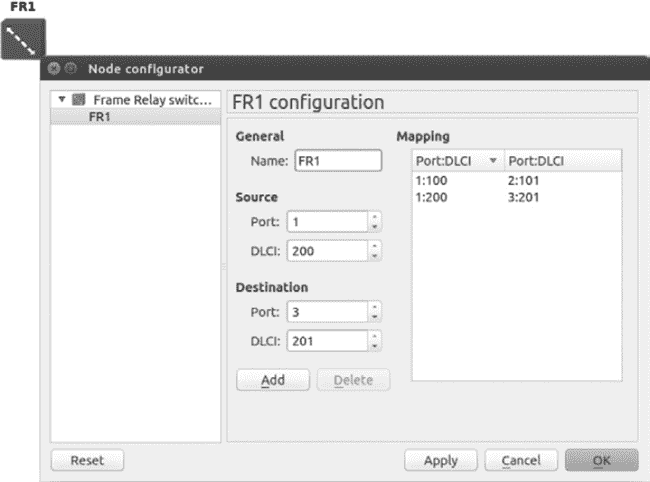 FR1
Node configurator
Frame Relay switc...
FR1
FR1 configuration
General
Name: FR1
Source
Port: 1
DLCI: 200
Destination
Port: 3
DLCI: 201
Add Delete
Mapping
Port:DLCI Port:DLCI
1:100 2:101
1:200 3:201
Reset Apply Cancel OK